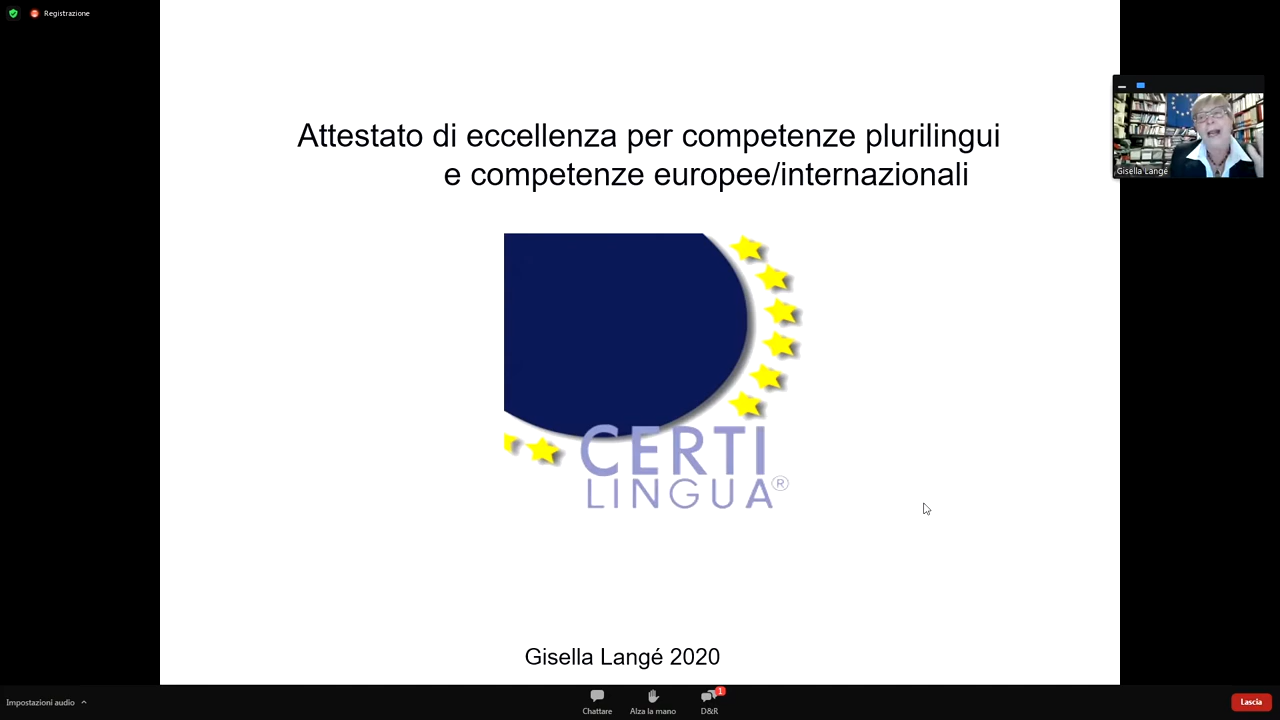 Registrazione
Attestato di eccellenza per competenze plurilingui
e competenze europee/internazionali
Gisella Langé
CERTI
LINGUA®
Gisella Langé 2020
Impostazioni audio
Chattare
Alza la mano
1
D&R
Lascia